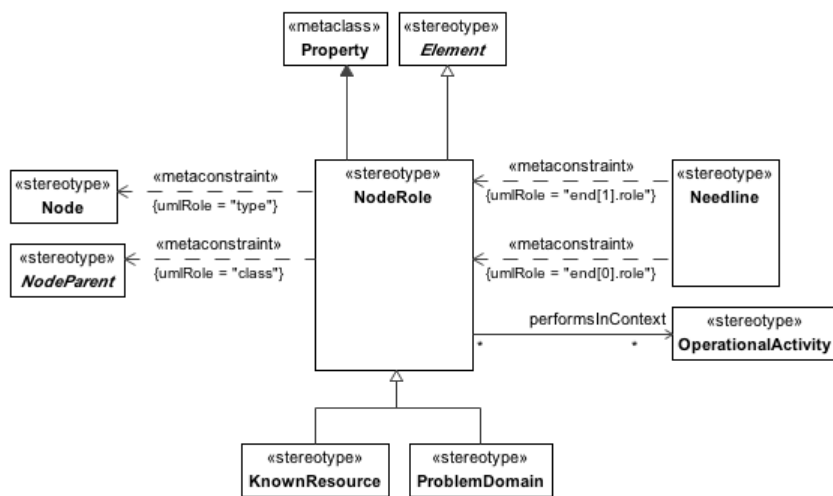 «metaclass»
Property
«stereotype»
Element
«stereotype»
Node
«metaconstraint»
{umlRole = "type"}
«stereotype»
NodeParent
«metaconstraint»
{umlRole = "class"}
«stereotype»
NodeRole
«metaconstraint»
{umlRole = "end[1].role"}
«metaconstraint»
{umlRole = "end[0].role"}
«stereotype»
Needline
performsInContext
*
*
«stereotype»
OperationalActivity
«stereotype»
KnownResource
«stereotype»
ProblemDomain